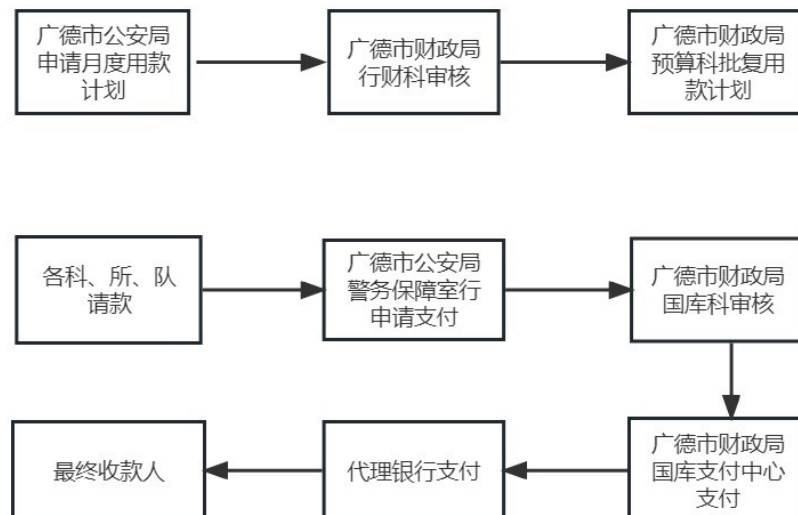 广德市公安局
申请月度用款
计划
广德市财政局
行财科审核
广德市财政局
预算科批复用
款计划
各科、所、队
请款
广德市公安局
警务保障室行
申请支付
广德市财政局
国库科审核
广德市财政局
国库支付中心
支付
代理银行支付
最终收款人